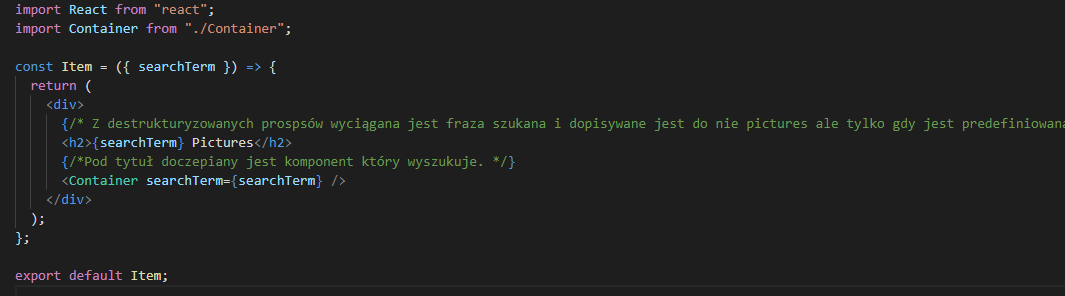 import React from "react";
import Container from "./Container";
const Item = ({ searchTerm }) => {
return (
<div>
{/* Z destrukturyzowanych prospsów wyciągana jest fraza szukana i dopisywane jest do nie pictures ale tylko gdy jest predefiniowana
<h2>{searchTerm} Pictures</h2>
{/*Pod tytuł doczepiany jest komponent który wyszukuje. */}
<Container searchTerm={searchTerm} />
</div>
);
};
export default Item;